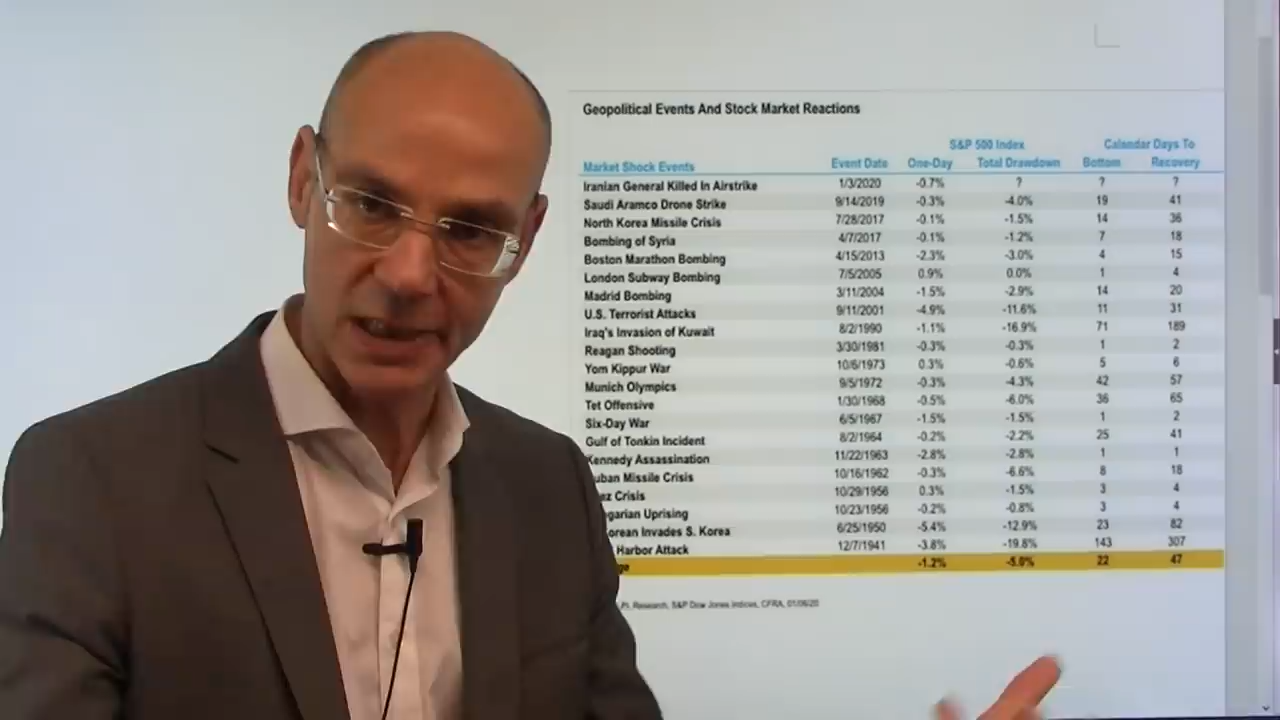 Geopolitical Events And Stock Market Reactions
S&P 500 Index Calendar Days To
Market Shock Events Event Date One-Day Total Drawdown Bottom Recovery
Iranian General Killed In Airstrike 1/3/2020 -0.7% ? ? ?
Saudi Aramco Drone Strike 9/14/2019 -0.3% -4.0% 19 41
North Korea Missile Crisis 7/28/2017 -0.1% -1.5% 14 36
Bombing of Syria 4/7/2017 -0.1% -1.2% 7 18
Boston Marathon Bombing 4/15/2013 -2.3% -3.0% 4 15
London Subway Bombing 7/5/2005 0.9% 0.0% 1 4
Madrid Bombing 3/11/2004 -1.5% -2.9% 14 20
U.S. Terrorist Attacks 9/11/2001 -4.9% -11.6% 11 31
Iraq's Invasion of Kuwait 8/2/1990 -1.1% -16.9% 71 189
Reagan Shooting 3/30/1981 -0.3% -0.3% 1 2
Yom Kippur War 10/6/1973 0.3% -0.6% 5 6
Munich Olympics 9/5/1972 -0.3% -4.3% 42 57
Tet Offensive 1/30/1968 -0.5% -6.0% 36 65
Six-Day War 6/5/1967 -1.5% -1.5% 1 2
Gulf of Tonkin Incident 8/2/1964 -0.2% -2.2% 25 41
Kennedy Assassination 11/22/1963 -2.8% -2.8% 1 1
uban Missile Crisis 10/16/1962 -0.3% -6.6% 8 18
ez Crisis 10/29/1956 0.3% -1.5% 3 4
garian Uprising 10/23/1956 -0.2% -0.8% 3 4
orean Invades S. Korea 6/25/1950 -5.4% -12.9% 23 82
Harbor Attack 12/7/1941 -3.8% -19.8% 143 307
ge -1.2% -5.0% 22 47
Research, S&P Dow Jones Indices, CFRA, 01/06/20